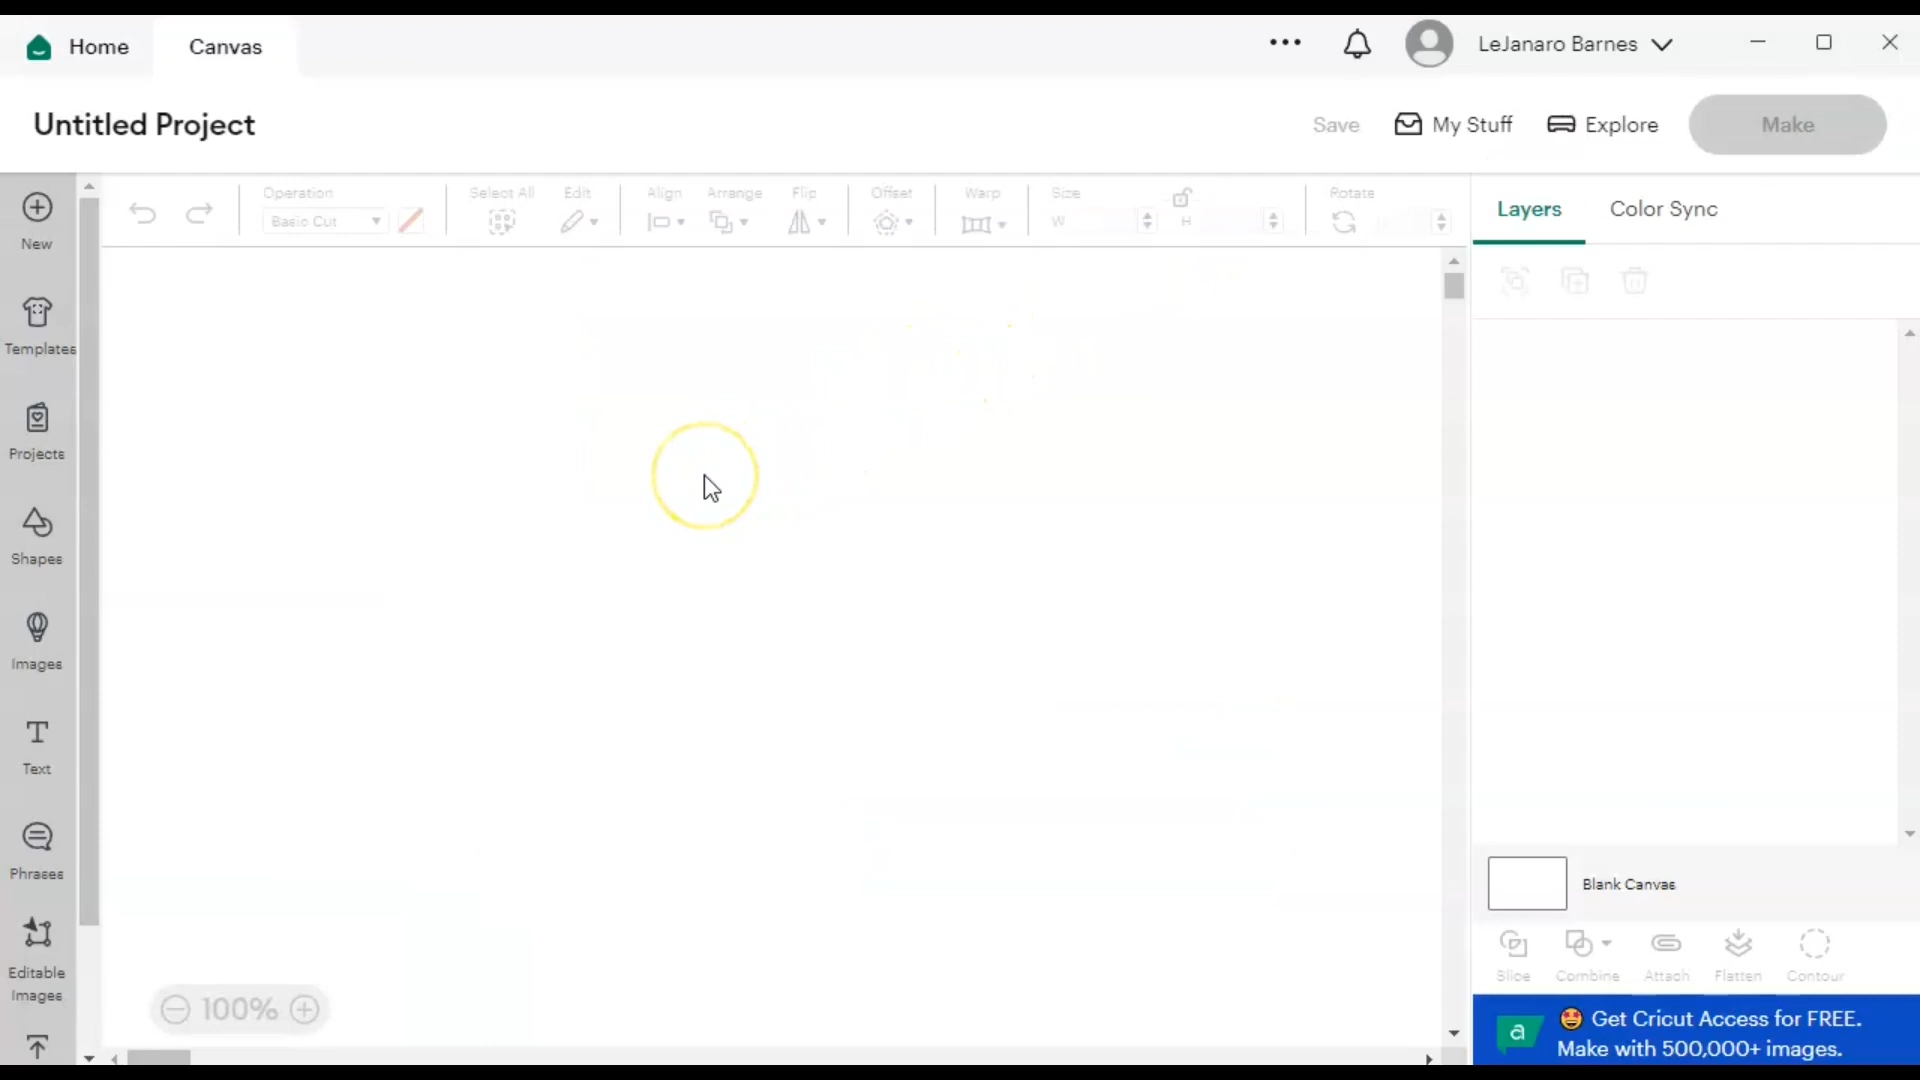 Home
Canvas
LeJanaro Barnes
Untitled Project
Save
My Stuff
Explore
Make
New
Templates
Projects
Shapes
Images
Text
Phrases
Editable
Images
Operation
Basic Cut
Select All
Edit
Align
Arrange
Flip
Offset
Warp
Size
W
H
Rotate
Layers
Color Sync
100%
Blank Canvas
Slice
Combine
Attach
Flatten
Contour
a
Get Cricut Access for FREE.
Make with 500,000+ images.